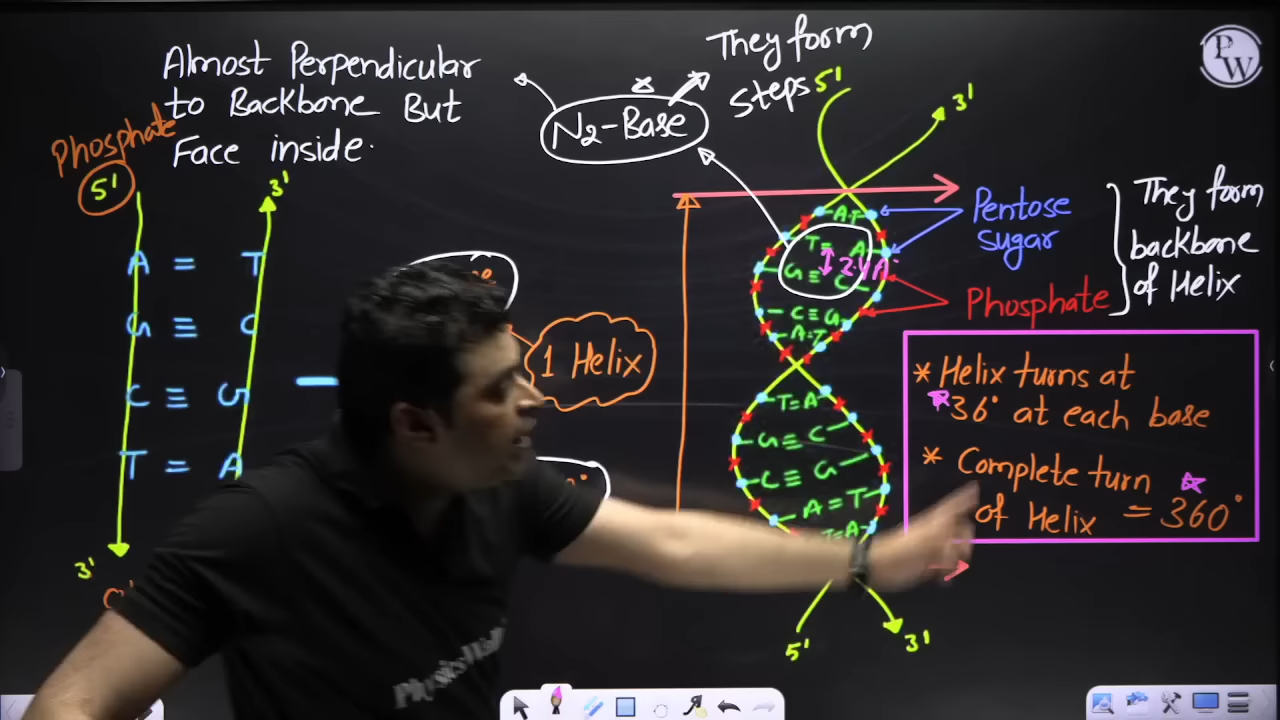 Almost Perpendicular
to Backbone But
Face inside.
Phosphate
5'
3'
A = T
G ≡ C
C ≡ G
T = A
3'
N2-Base
They form
steps
1 Helix
5'
3'
A=T
T= A
G≡ C
C≡G
A=T
T=A
G≡ C
C≡ G
A=T
T=A
5'
3'
Pentose
sugar
Phosphate
They form
backbone
of Helix
* Helix turns at
36° at each base
* Complete turn
of Helix = 360°
PW